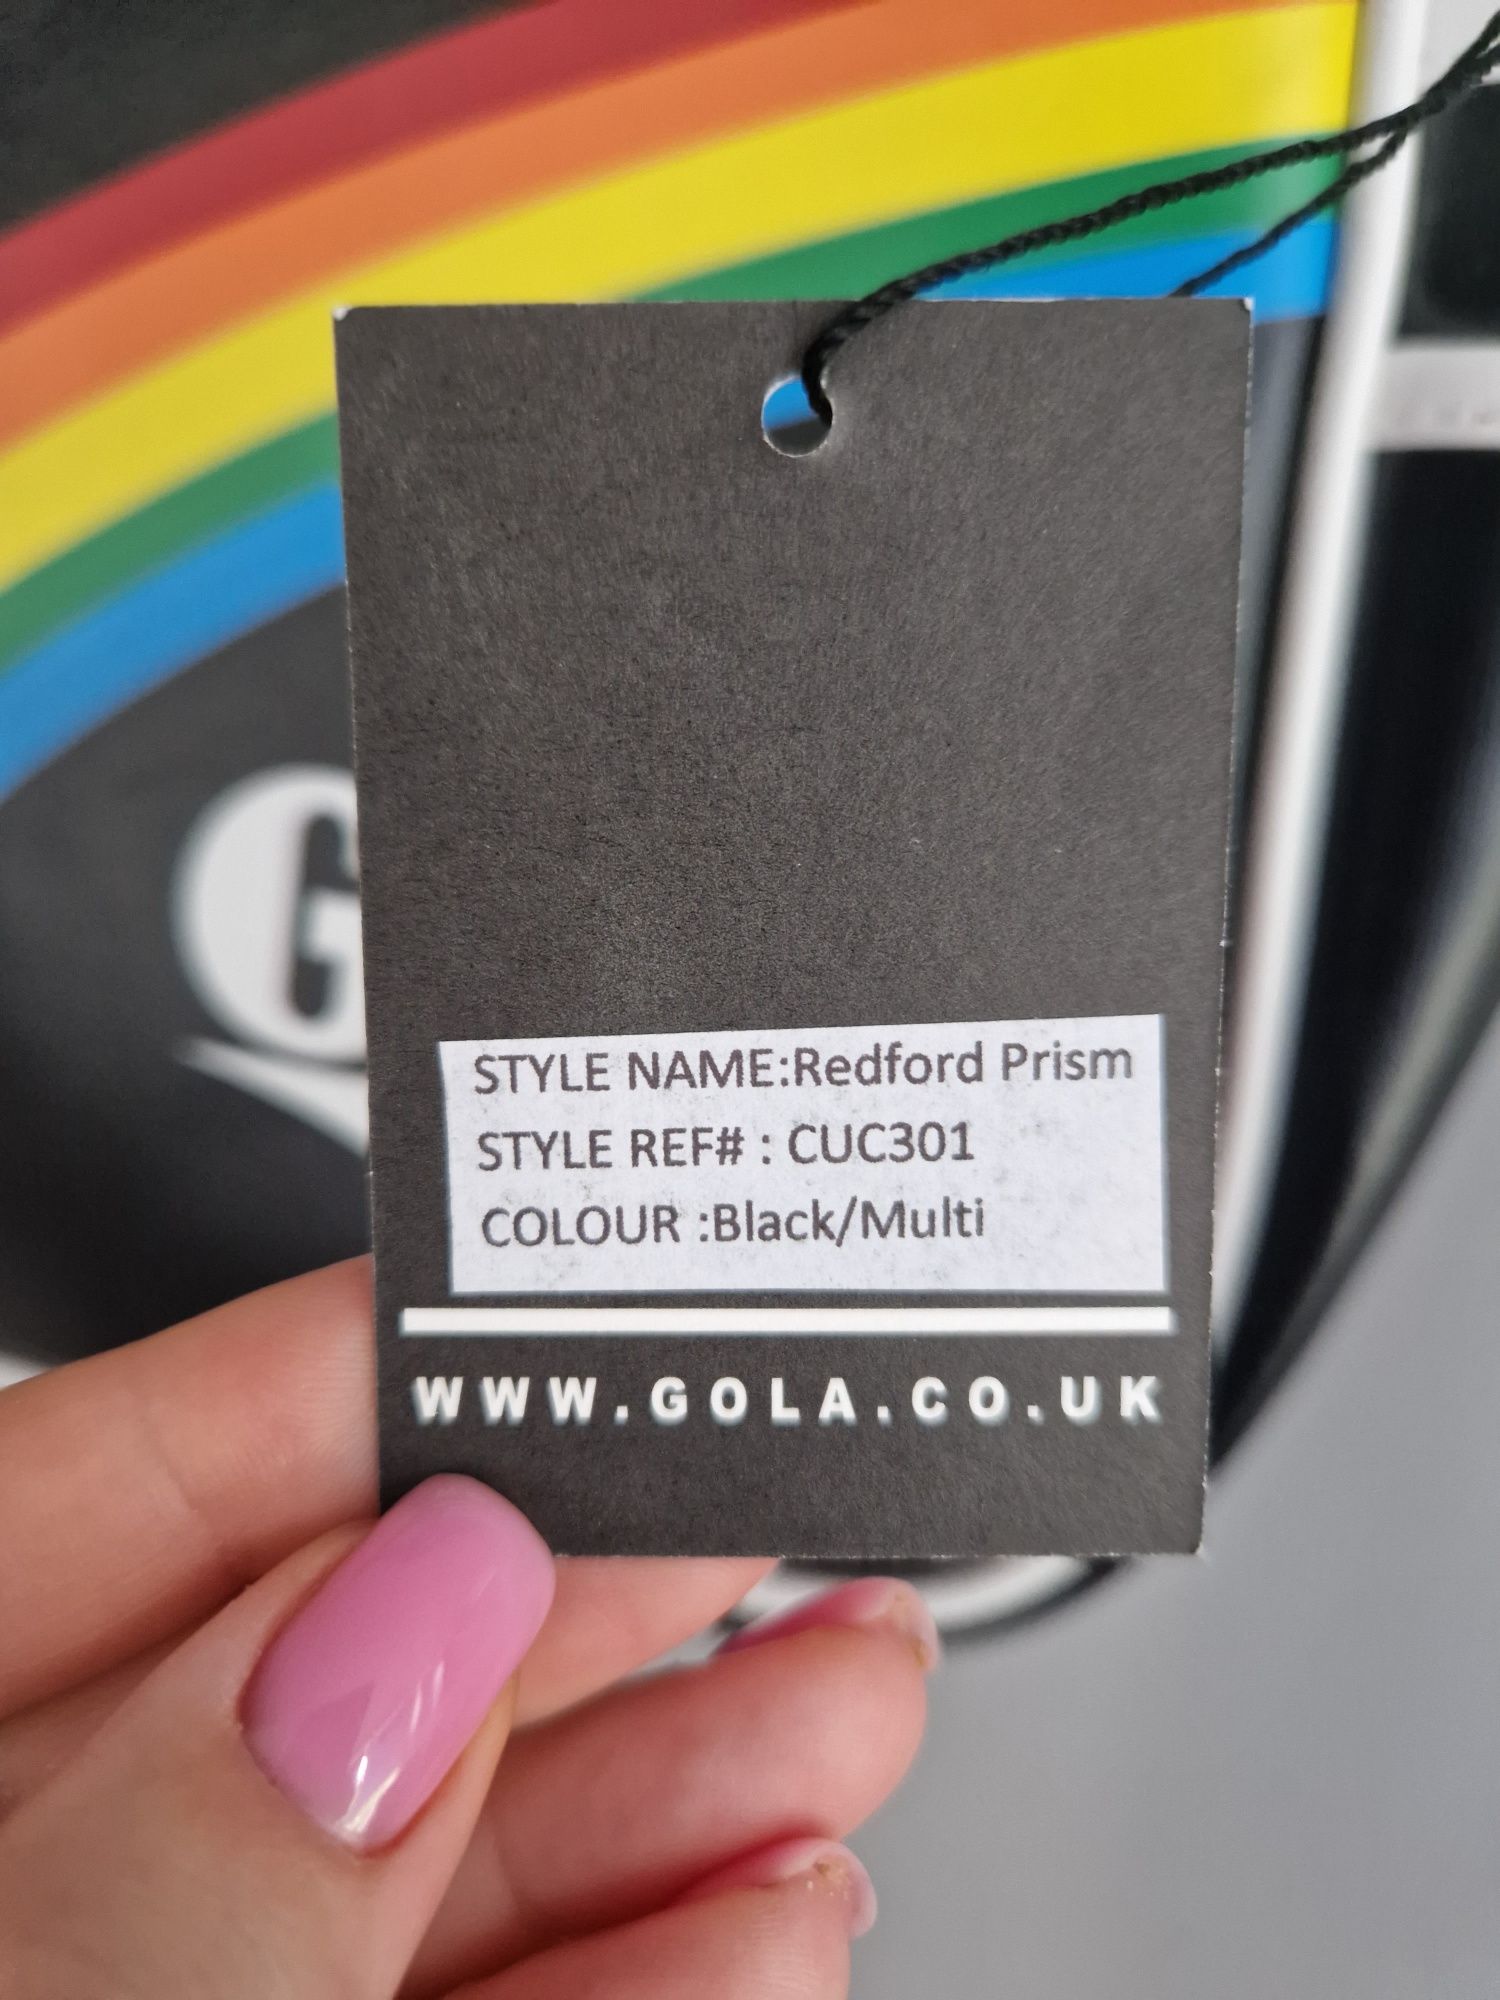 G
STYLE NAME:Redford Prism
STYLE REF# : CUC301
COLOUR :Black/Multi
WWW.GOLA.CO.UK